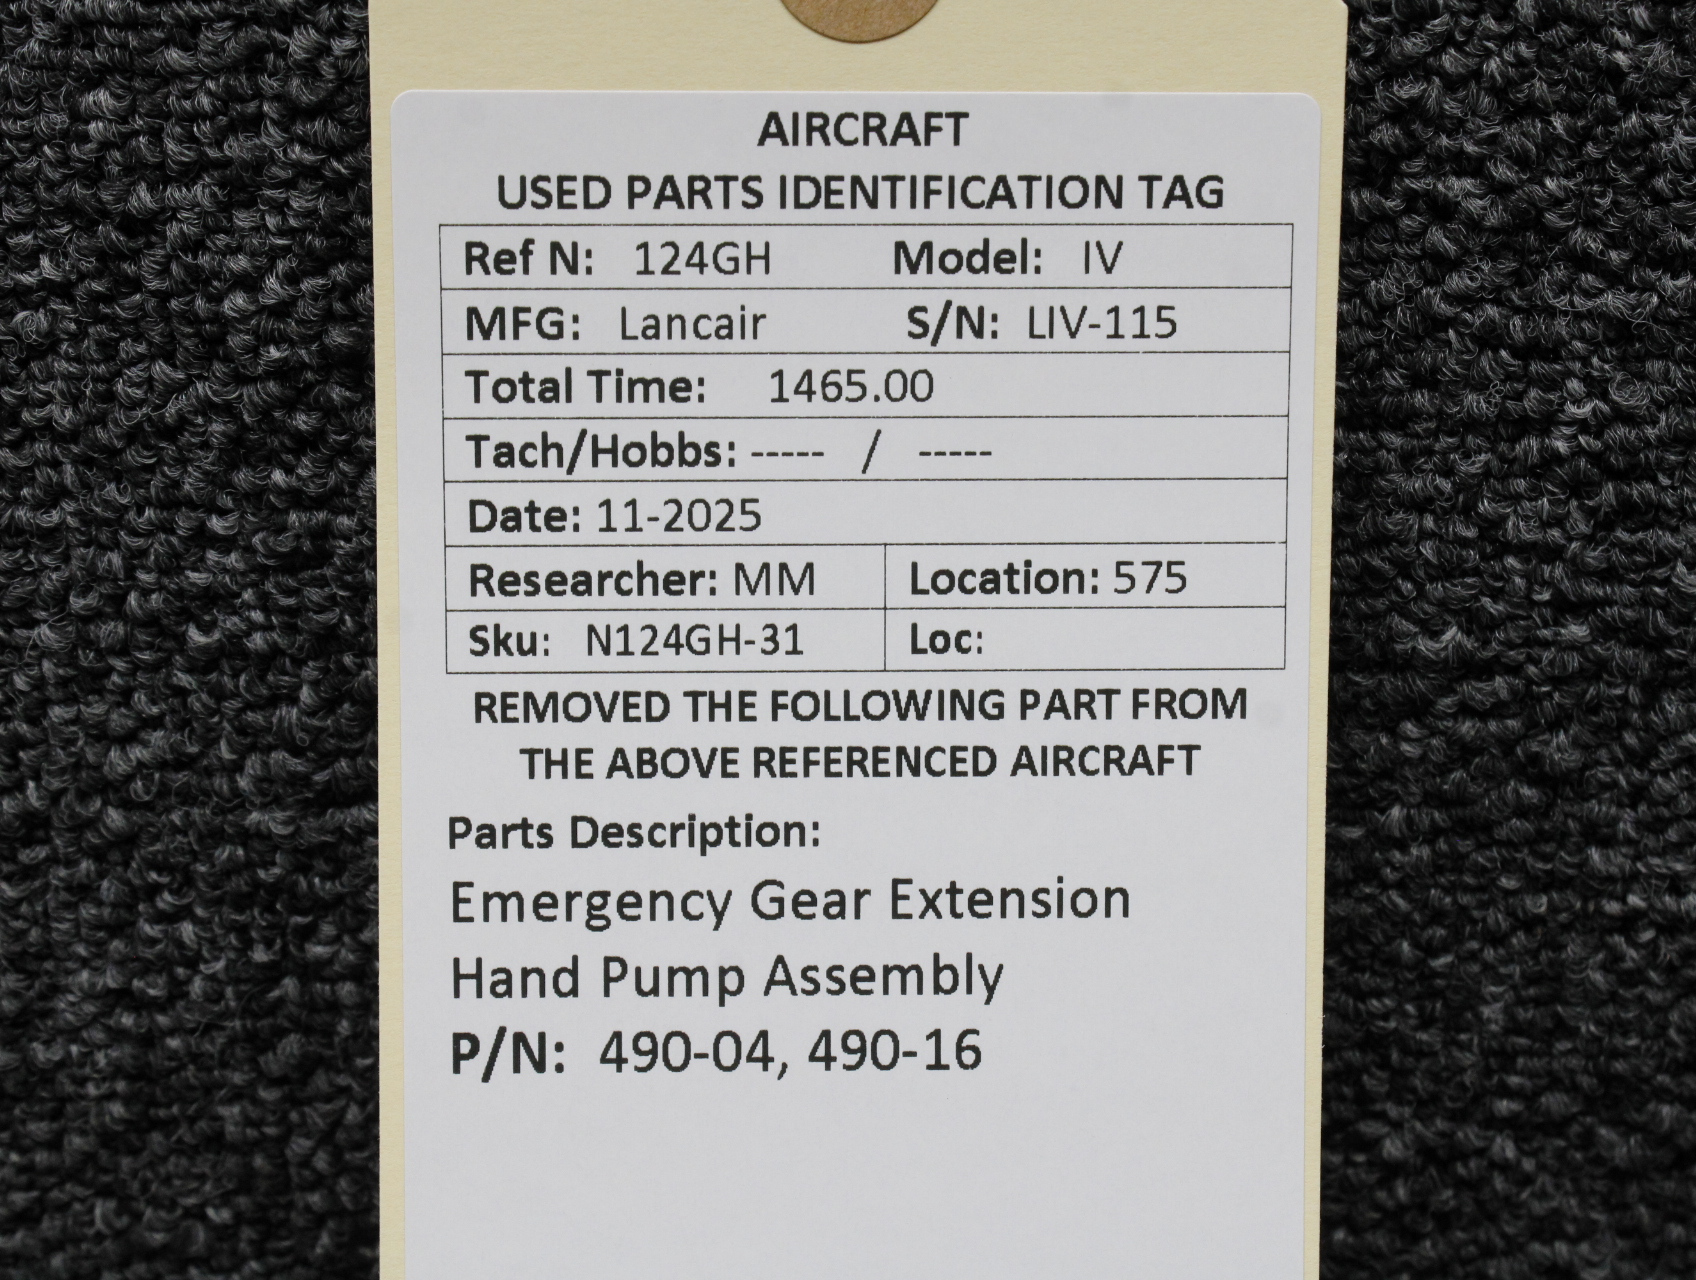 AIRCRAFT
USED PARTS IDENTIFICATION TAG
Ref N: 124GH Model: IV
MFG: Lancair S/N: LIV-115
Total Time: 1465.00
Tach/Hobbs: ----- / -----
Date: 11-2025
Researcher: MM Location: 575
Sku: N124GH-31 Loc:
REMOVED THE FOLLOWING PART FROM
THE ABOVE REFERENCED AIRCRAFT
Parts Description:
Emergency Gear Extension
Hand Pump Assembly
P/N: 490-04, 490-16